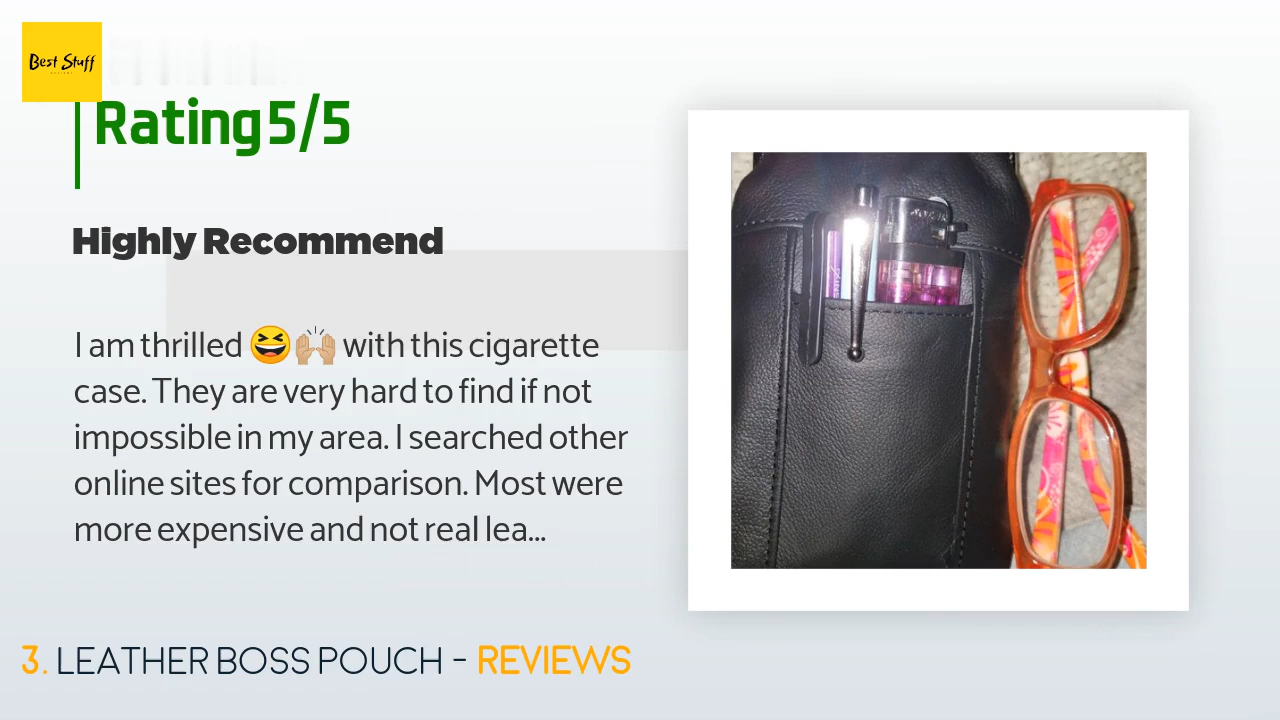 Best Stuff
Rating 5/5
Highly Recommend
I am thrilled 😆🙌🏼 with this cigarette
case. They are very hard to find if not
impossible in my area. I searched other
online sites for comparison. Most were
more expensive and not real lea...
3. LEATHER BOSS POUCH - REVIEWS